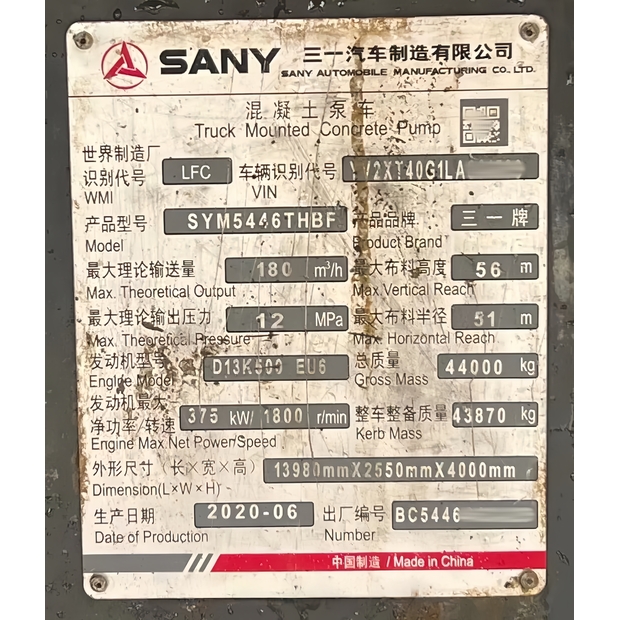 SANY 三一汽车制造有限公司
SANY AUTOMOBILE MANUFACTURING CO., LTD.
混凝土泵车
Truck Mounted Concrete Pump
世界制造厂
识别代号 LFC 车辆识别代号 V2XT40G1LA
WMI VIN
产品型号 SYM5446THBF 产品品牌 三一牌
Model Product Brand
最大理论输送量 180 m³/h 最大布料高度 56 m
Max. Theoretical Output Max Vertical Reach
最大理论输出压力 12 MPa 最大布料半径 51 m
Max. Theoretical Pressure Max. Horizontal Reach
发动机型号 D13K500 EU6 总质量 44000 kg
Engine Model Gross Mass
发动机最大
净功率/转速 375 kW/ 1800 r/min 整车整备质量 43870 kg
Engine Max.Net Power/Speed Kerb Mass
外形尺寸（长×宽×高） 13980mmX2550mmX4000mm
Dimension(L×W×H)
生产日期 2020-06 出厂编号 BC5446
Date of Production Number
中国制造 / Made in China